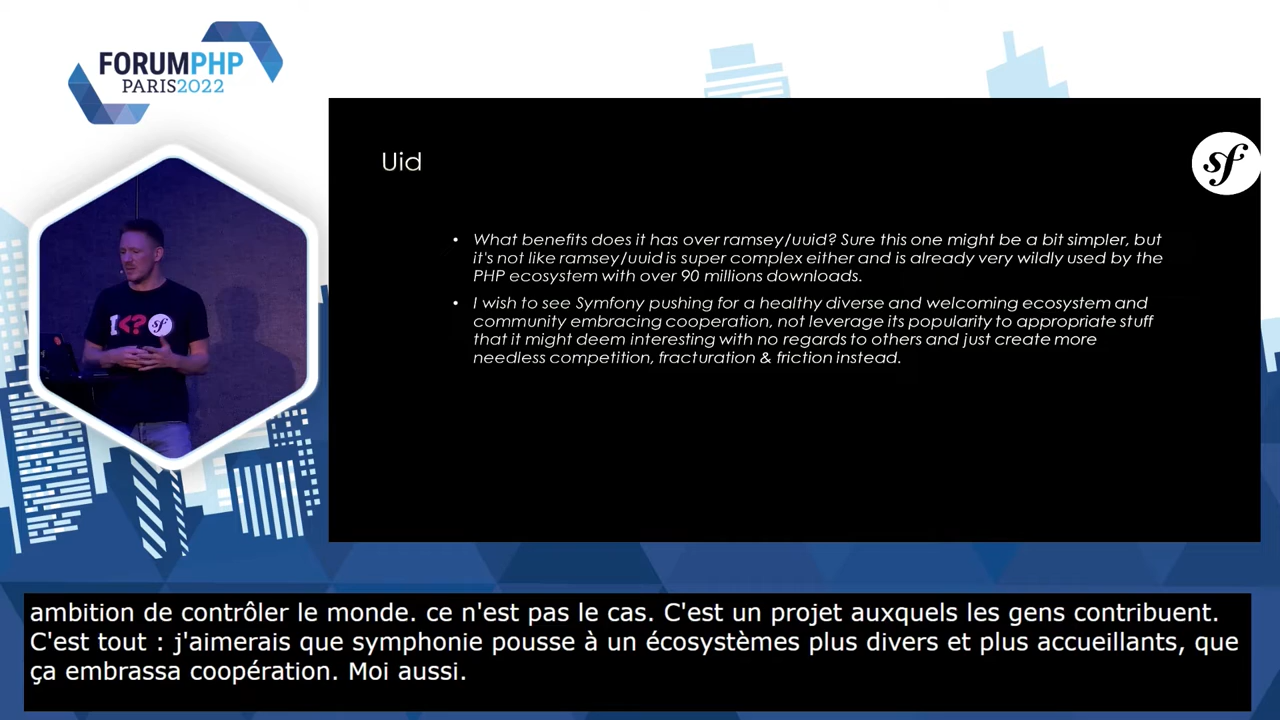 FORUMPHP
PARIS2022
Uid
sf
• What benefits does it has over ramsey/uuid? Sure this one might be a bit simpler, but
it's not like ramsey/uuid is super complex either and is already very wildly used by the
PHP ecosystem with over 90 millions downloads.
• I wish to see Symfony pushing for a healthy diverse and welcoming ecosystem and
community embracing cooperation, not leverage its popularity to appropriate stuff
that it might deem interesting with no regards to others and just create more
needless competition, fracturation & friction instead.
I <? sf
ambition de contrôler le monde. ce n'est pas le cas. C'est un projet auxquels les gens contribuent.
C'est tout : j'aimerais que symphonie pousse à un écosystèmes plus divers et plus accueillants, que
ça embrassa coopération. Moi aussi.